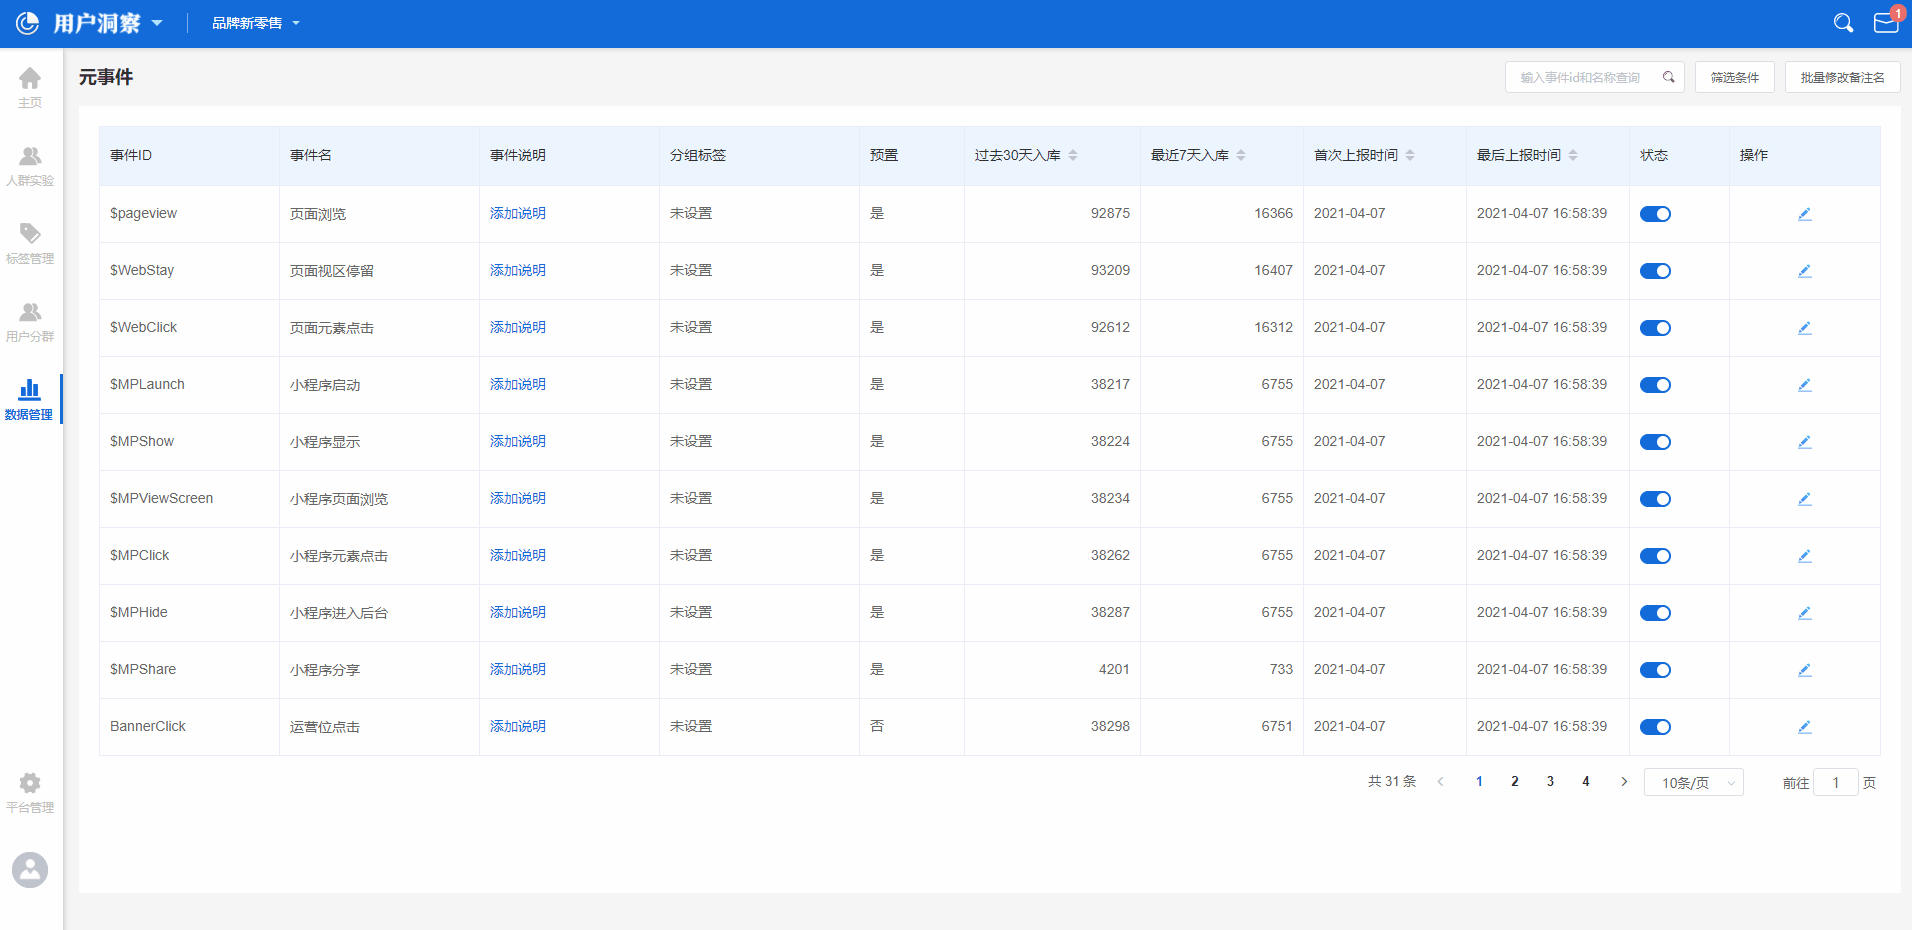 用户洞察 品牌新零售 1
元事件 输入事件id和名称查询 筛选条件 批量修改备注名
主页
人群实验
标签管理
用户分群
数据管理
平台管理
事件ID 事件名 事件说明 分组标签 预置 过去30天入库 最近7天入库 首次上报时间 最后上报时间 状态 操作
$pageview 页面浏览 添加说明 未设置 是 92875 16366 2021-04-07 2021-04-07 16:58:39
$WebStay 页面视区停留 添加说明 未设置 是 93209 16407 2021-04-07 2021-04-07 16:58:39
$WebClick 页面元素点击 添加说明 未设置 是 92612 16312 2021-04-07 2021-04-07 16:58:39
$MPLaunch 小程序启动 添加说明 未设置 是 38217 6755 2021-04-07 2021-04-07 16:58:39
$MPShow 小程序显示 添加说明 未设置 是 38224 6755 2021-04-07 2021-04-07 16:58:39
$MPViewScreen 小程序页面浏览 添加说明 未设置 是 38234 6755 2021-04-07 2021-04-07 16:58:39
$MPClick 小程序元素点击 添加说明 未设置 是 38262 6755 2021-04-07 2021-04-07 16:58:39
$MPHide 小程序进入后台 添加说明 未设置 是 38287 6755 2021-04-07 2021-04-07 16:58:39
$MPShare 小程序分享 添加说明 未设置 是 4201 733 2021-04-07 2021-04-07 16:58:39
BannerClick 运营位点击 添加说明 未设置 否 38298 6751 2021-04-07 2021-04-07 16:58:39
共 31 条 1 2 3 4 10条/页 前往 1 页